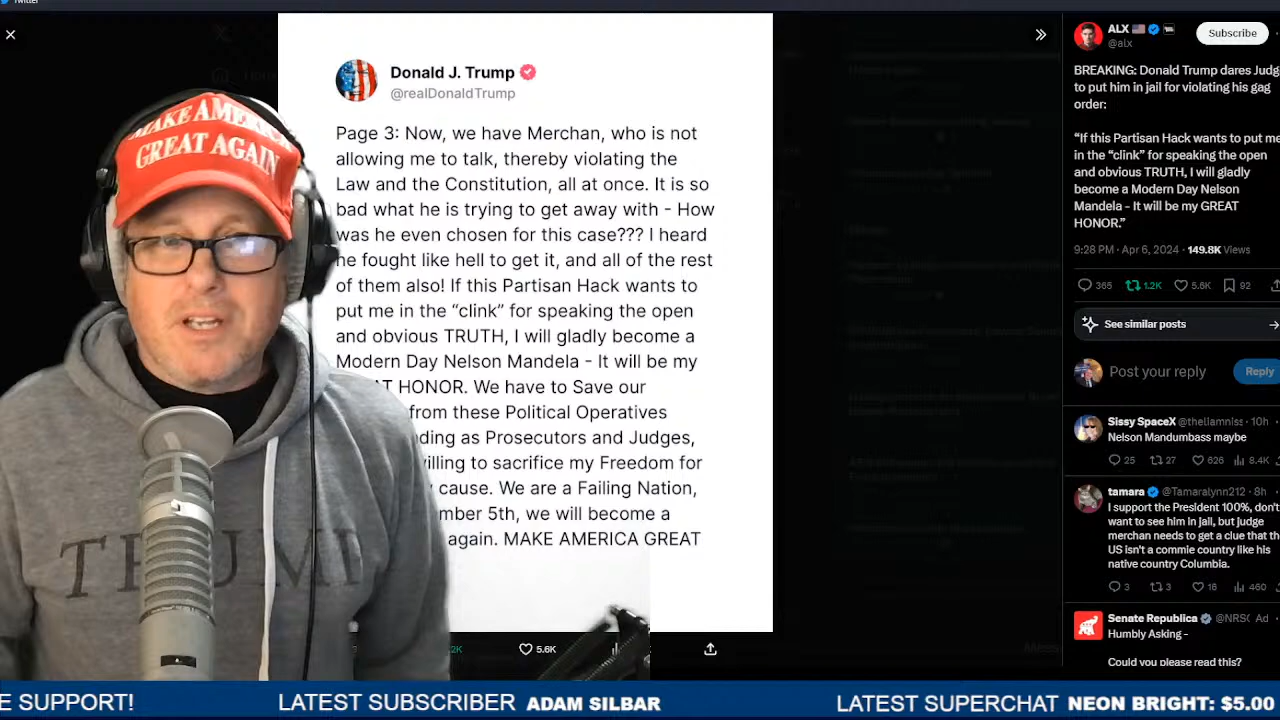 Twitter
Donald J. Trump
@realDonaldTrump
Page 3: Now, we have Merchan, who is not
allowing me to talk, thereby violating the
Law and the Constitution, all at once. It is so
bad what he is trying to get away with - How
was he even chosen for this case??? I heard
he fought like hell to get it, and all of the rest
of them also! If this Partisan Hack wants to
put me in the “clink” for speaking the open
and obvious TRUTH, I will gladly become a
Modern Day Nelson Mandela - It will be my
HONOR. We have to Save our
from these Political Operatives
as Prosecutors and Judges,
to sacrifice my Freedom for
cause. We are a Failing Nation,
5th, we will become a
again. MAKE AMERICA GREAT
5.6K
MAKE AMERICA
GREAT AGAIN
TRUMP
ALX
@alx
Subscribe
BREAKING: Donald Trump dares Judg
to put him in jail for violating his gag
order:
“If this Partisan Hack wants to put me
in the “clink” for speaking the open
and obvious TRUTH, I will gladly
become a Modern Day Nelson
Mandela - It will be my GREAT
HONOR.”
9:28 PM · Apr 6, 2024 · 149.8K Views
365 1.2K 5.6K 92
See similar posts
Post your reply
Reply
Sissy SpaceX @thellamniss · 10h
Nelson Mandumbass maybe
25 27 626 8.4K
tamara @Tamaralynn212 · 8h
I support the President 100%, don't
want to see him in jail, but judge
merchan needs to get a clue that th
US isn't a commie country like his
native country Columbia.
3 3 16 460
Senate Republica @NRSC Ad
Humbly Asking -
Could you please read this?
E SUPPORT! LATEST SUBSCRIBER ADAM SILBAR LATEST SUPERCHAT NEON BRIGHT: $5.00